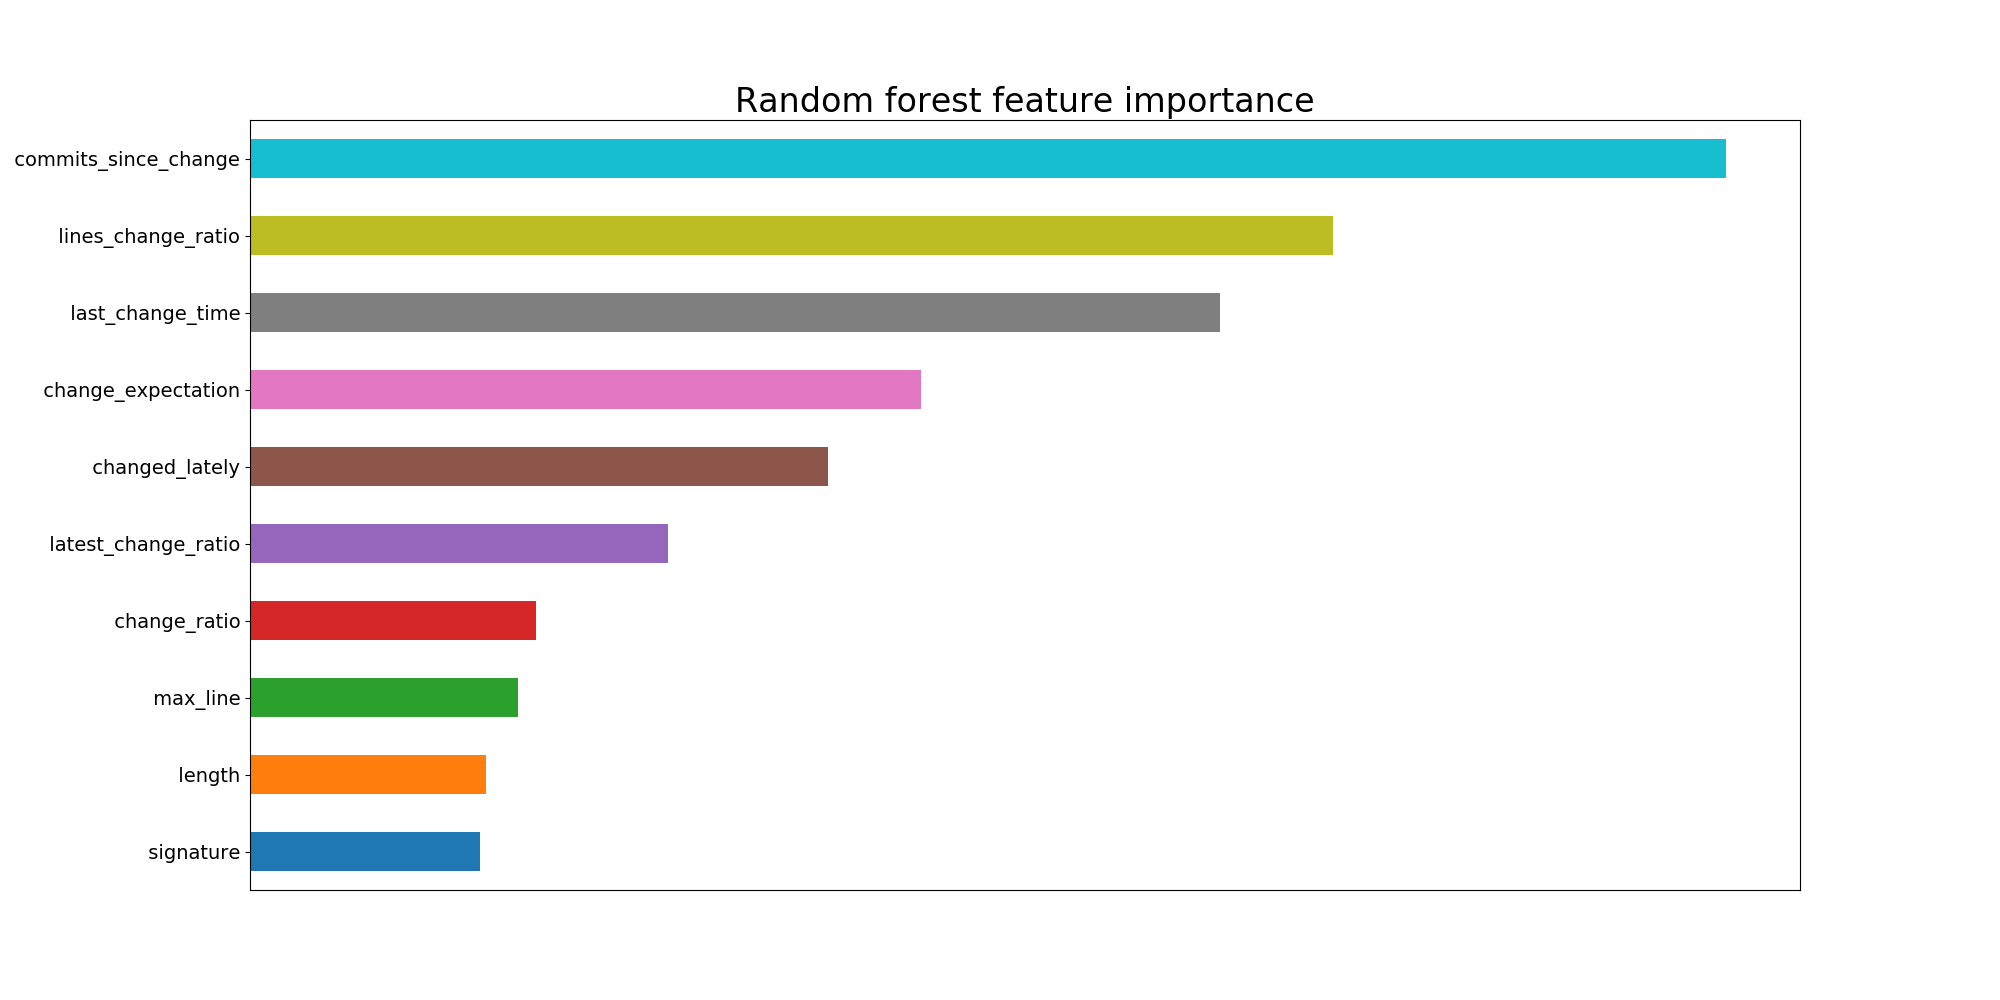 Random forest feature importance
commits_since_change
lines_change_ratio
last_change_time
change_expectation
changed_lately
latest_change_ratio
change_ratio
max_line
length
signature